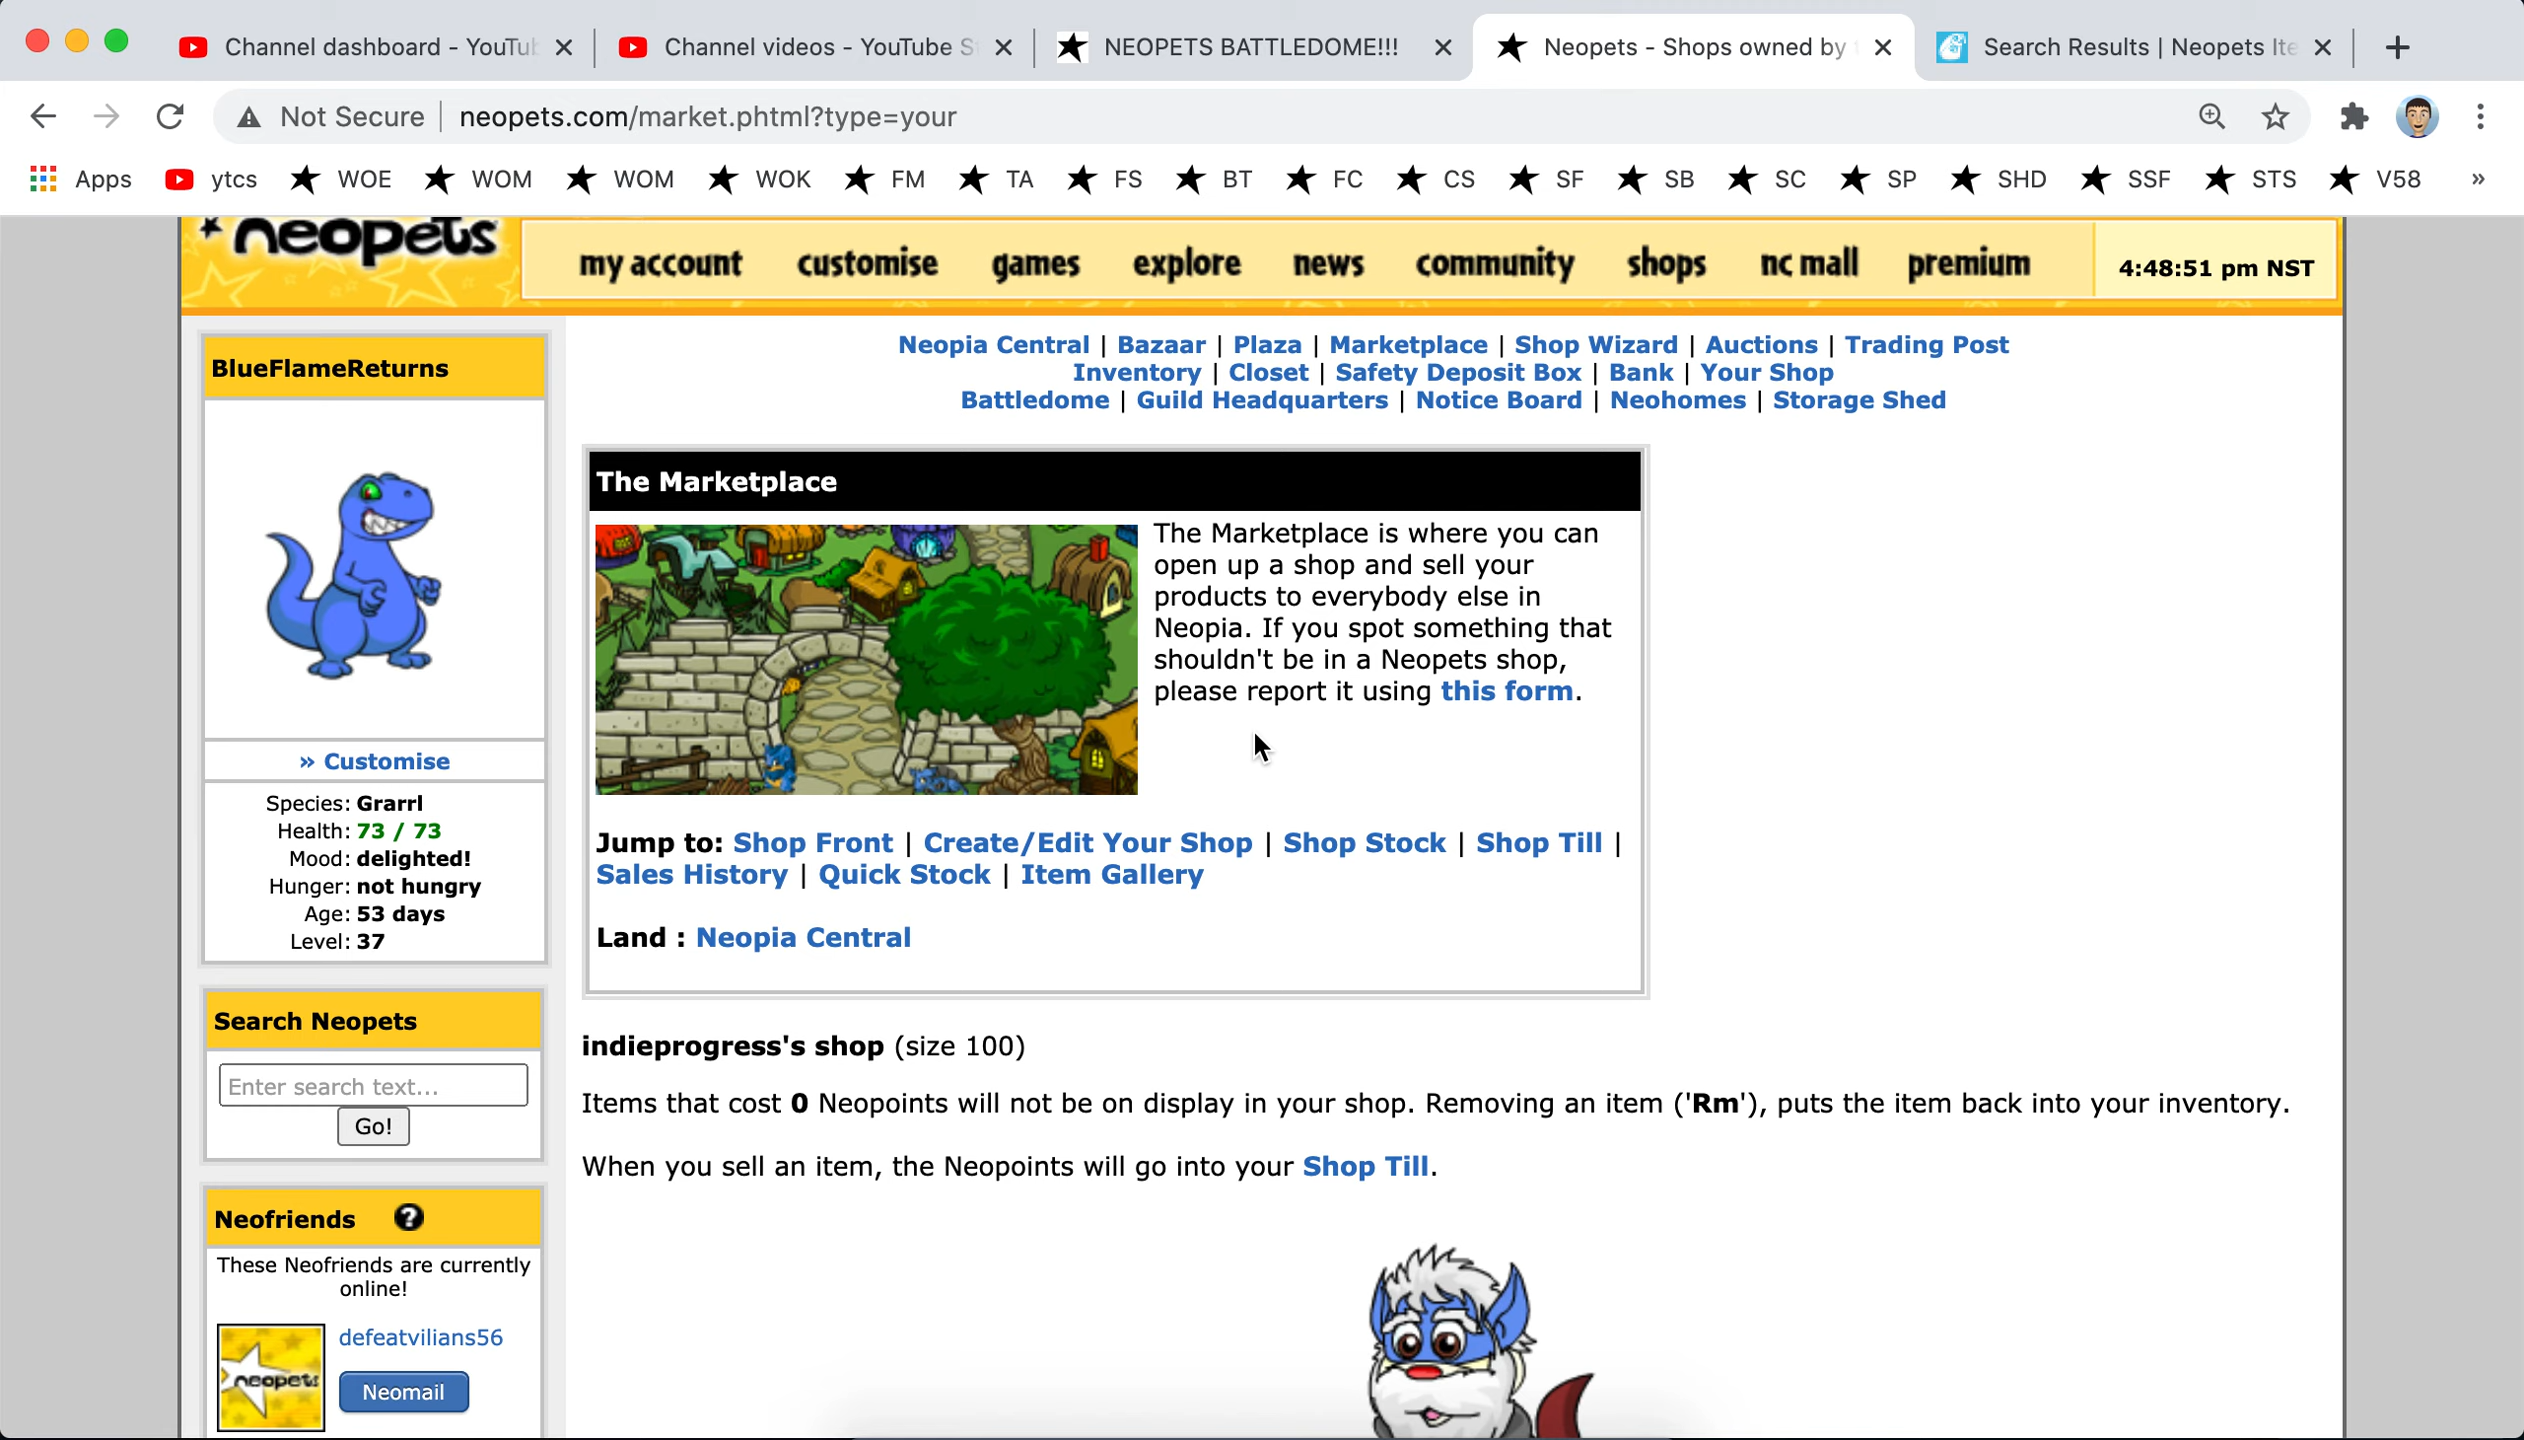 Channel dashboard - YouTub
Channel videos - YouTube S
NEOPETS BATTLEDOME!!!
Neopets - Shops owned by t
Search Results | Neopets Ite
Not Secure
neopets.com/market.phtml?type=your
Apps ytcs WOE WOM WOM WOK FM TA FS BT FC CS SF SB SC SP SHD SSF STS V58 »
neopets
my account customise games explore news community shops nc mall premium 4:48:51 pm NST
BlueFlameReturns
» Customise
Species: Grarrl
Health: 73 / 73
Mood: delighted!
Hunger: not hungry
Age: 53 days
Level: 37
Search Neopets
Enter search text...
Go!
Neofriends ?
These Neofriends are currently
online!
neopets
defeatvilians56
Neomail
Neopia Central | Bazaar | Plaza | Marketplace | Shop Wizard | Auctions | Trading Post
Inventory | Closet | Safety Deposit Box | Bank | Your Shop
Battledome | Guild Headquarters | Notice Board | Neohomes | Storage Shed
The Marketplace
The Marketplace is where you can
open up a shop and sell your
products to everybody else in
Neopia. If you spot something that
shouldn't be in a Neopets shop,
please report it using this form.
Jump to: Shop Front | Create/Edit Your Shop | Shop Stock | Shop Till |
Sales History | Quick Stock | Item Gallery
Land : Neopia Central
indieprogress's shop (size 100)
Items that cost 0 Neopoints will not be on display in your shop. Removing an item ('Rm'), puts the item back into your inventory.
When you sell an item, the Neopoints will go into your Shop Till.